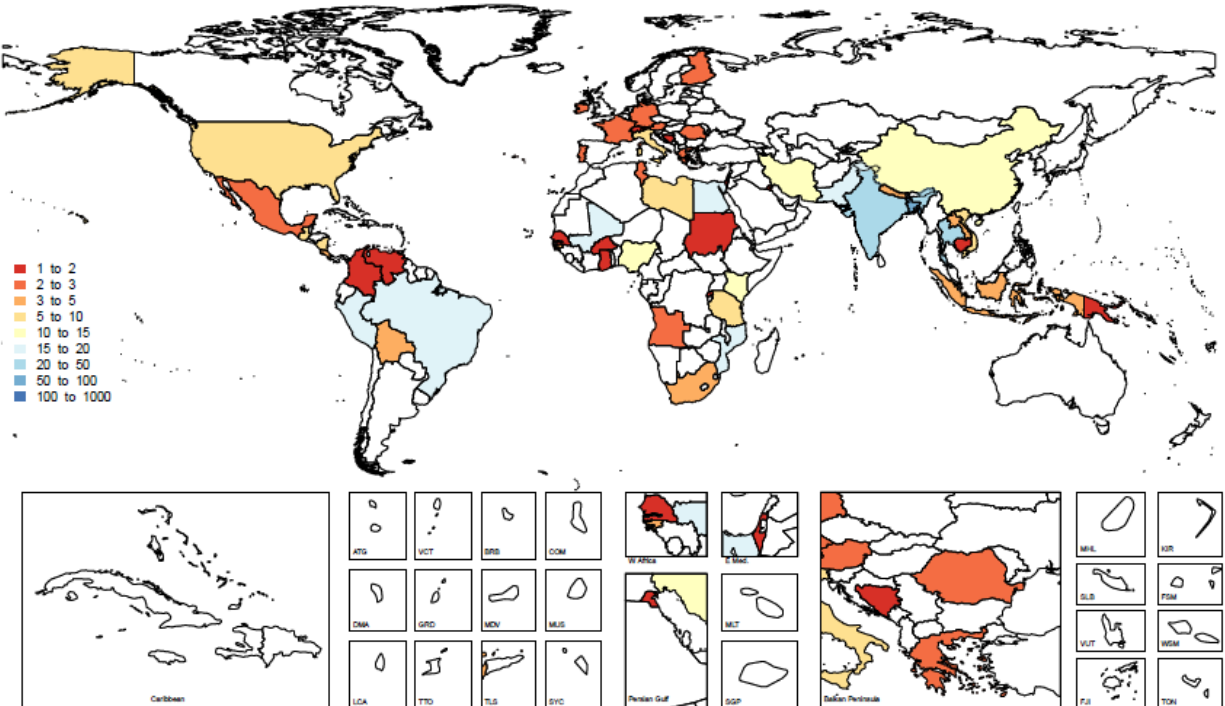 1 to 2
2 to 3
3 to 5
5 to 10
10 to 15
15 to 20
20 to 50
50 to 100
100 to 1000
ATG
VCT
BRB
COM
W Africa
E Med.
MHL
KIR
DMA
GRD
MDV
MUS
MLT
SLB
FSM
VUT
WSM
Caribbean
LCA
TTO
TLS
SYC
Persian Gulf
SGP
Balkan Peninsula
FJI
TON